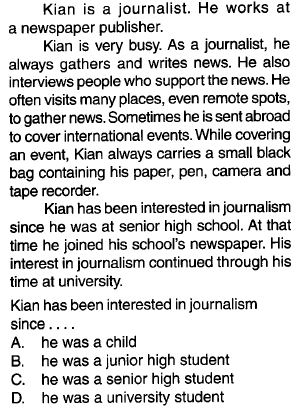 Kian is a journalist. He works at
a newspaper publisher.
Kian is very busy. As a journalist, he
always gathers and writes news. He also
interviews people who support the news. He
often visits many places, even remote spots,
to gather news. Sometimes he is sent abroad
to cover international events. While covering
an event, Kian always carries a small black
bag containing his paper, pen, camera and
tape recorder.
Kian has been interested in journalism
since he was at senior high school. At that
time he joined his school's newspaper. His
interest in journalism continued through his
time at university.
Kian has been interested in journalism
since . . . .
A. he was a child
B. he was a junior high student
C. he was a senior high student
D. he was a university student